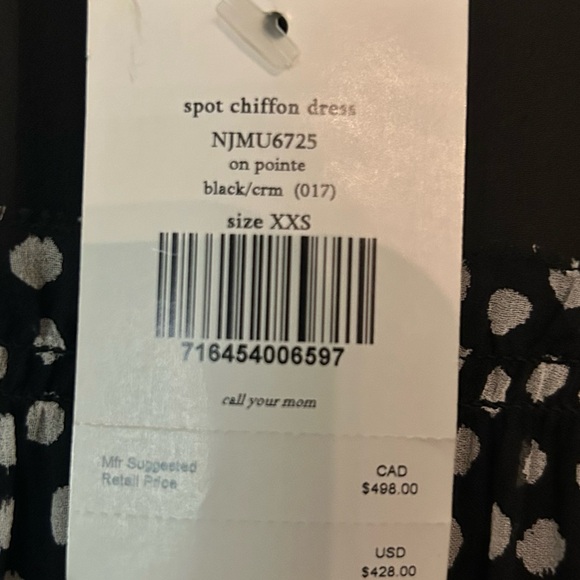 spot chiffon dress
NJMU6725
on pointe
black/crm (017)
size XXS
716454006597
call your mom
Mfr Suggested
Retail Price
CAD
$498.00
USD
$428.00